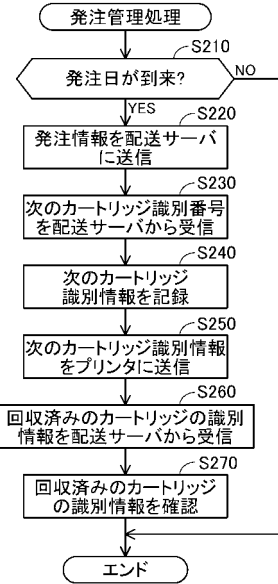 発注管理処理
S210
発注日が到来?
NO
YES
S220
発注情報を配送サーバ
に送信
S230
次のカートリッジ識別番号
を配送サーバから受信
S240
次のカートリッジ
識別情報を記録
S250
次のカートリッジ識別情報
をプリンタに送信
S260
回収済みのカートリッジの識別
情報を配送サーバから受信
S270
回収済みのカートリッジ
の識別情報を確認
エンド